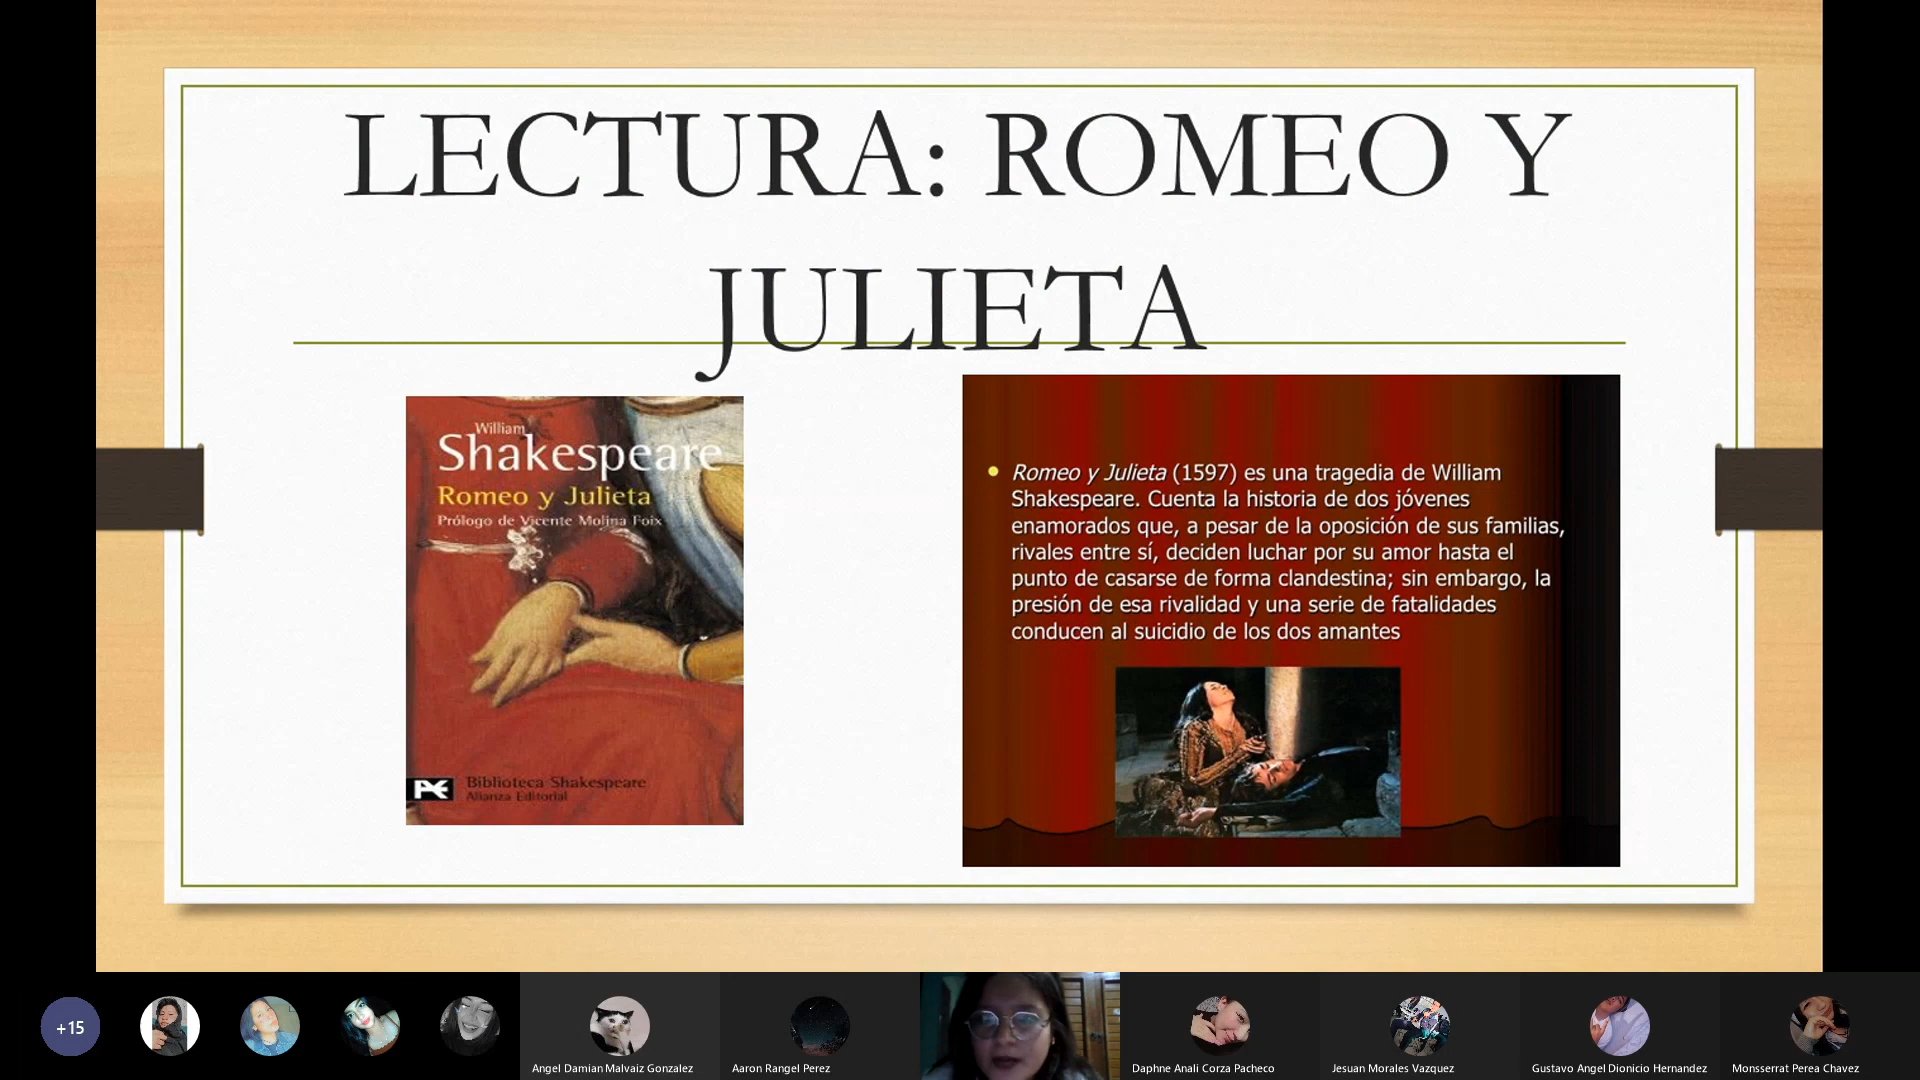 LECTURA: ROMEO Y
JULIETA
William
Shakespeare
Romeo y Julieta
Prólogo de Vicente Molina Foix
Biblioteca Shakespeare
Alianza Editorial
Romeo y Julieta (1597) es una tragedia de William
Shakespeare. Cuenta la historia de dos jóvenes
enamorados que, a pesar de la oposición de sus familias,
rivales entre sí, deciden luchar por su amor hasta el
punto de casarse de forma clandestina; sin embargo, la
presión de esa rivalidad y una serie de fatalidades
conducen al suicidio de los dos amantes
+15
Angel Damian Malvaiz Gonzalez
Aaron Rangel Perez
Daphne Anali Corza Pacheco
Jesuan Morales Vazquez
Gustavo Angel Dionicio Hernandez
Monsserrat Perea Chavez